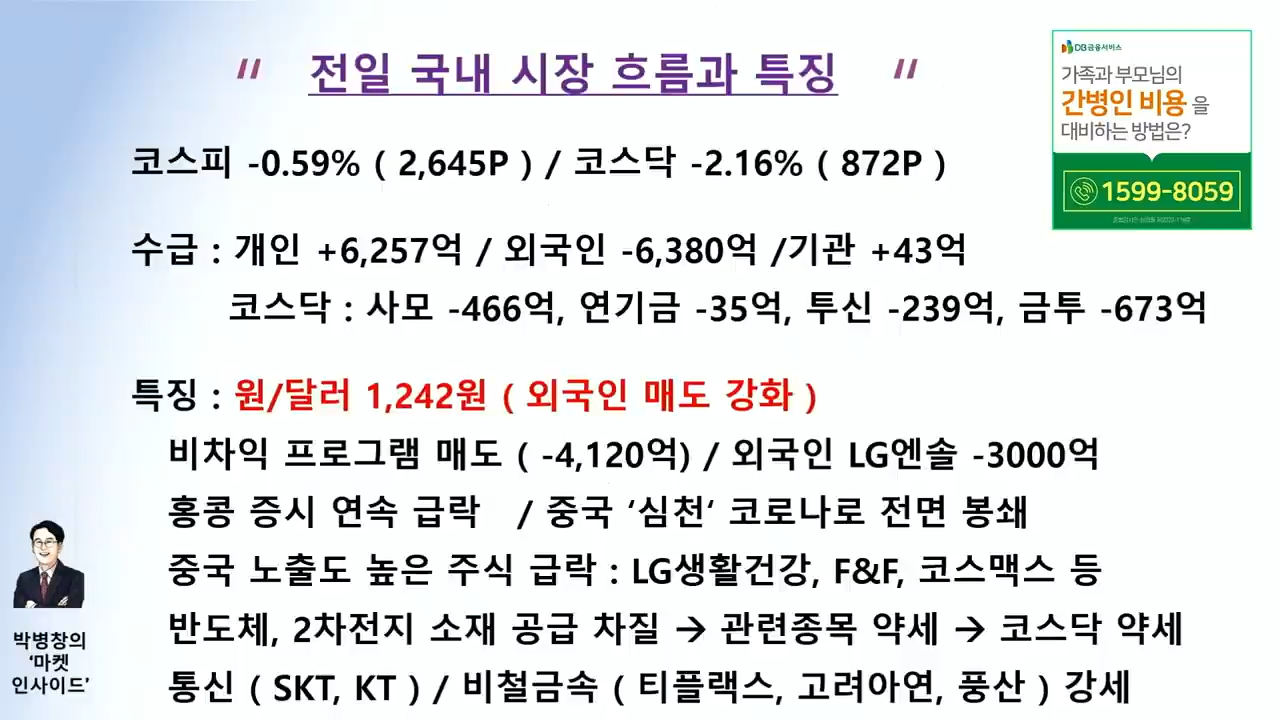 " 전일 국내 시장 흐름과 특징 "
DB금융서비스
가족과 부모님의
간병인 비용 을
대비하는 방법은?
1599-8059
코스피 -0.59% ( 2,645P ) / 코스닥 -2.16% ( 872P )
수급 : 개인 +6,257억 / 외국인 -6,380억 /기관 +43억
코스닥 : 사모 -466억, 연기금 -35억, 투신 -239억, 금투 -673억
특징 : 원/달러 1,242원 ( 외국인 매도 강화 )
비차익 프로그램 매도 ( -4,120억) / 외국인 LG엔솔 -3000억
홍콩 증시 연속 급락 / 중국 ‘심천‘ 코로나로 전면 봉쇄
중국 노출도 높은 주식 급락 : LG생활건강, F&F, 코스맥스 등
반도체, 2차전지 소재 공급 차질 → 관련종목 약세 → 코스닥 약세
통신 ( SKT, KT ) / 비철금속 ( 티플랙스, 고려아연, 풍산 ) 강세
박병창의
‘마켓
인사이드’